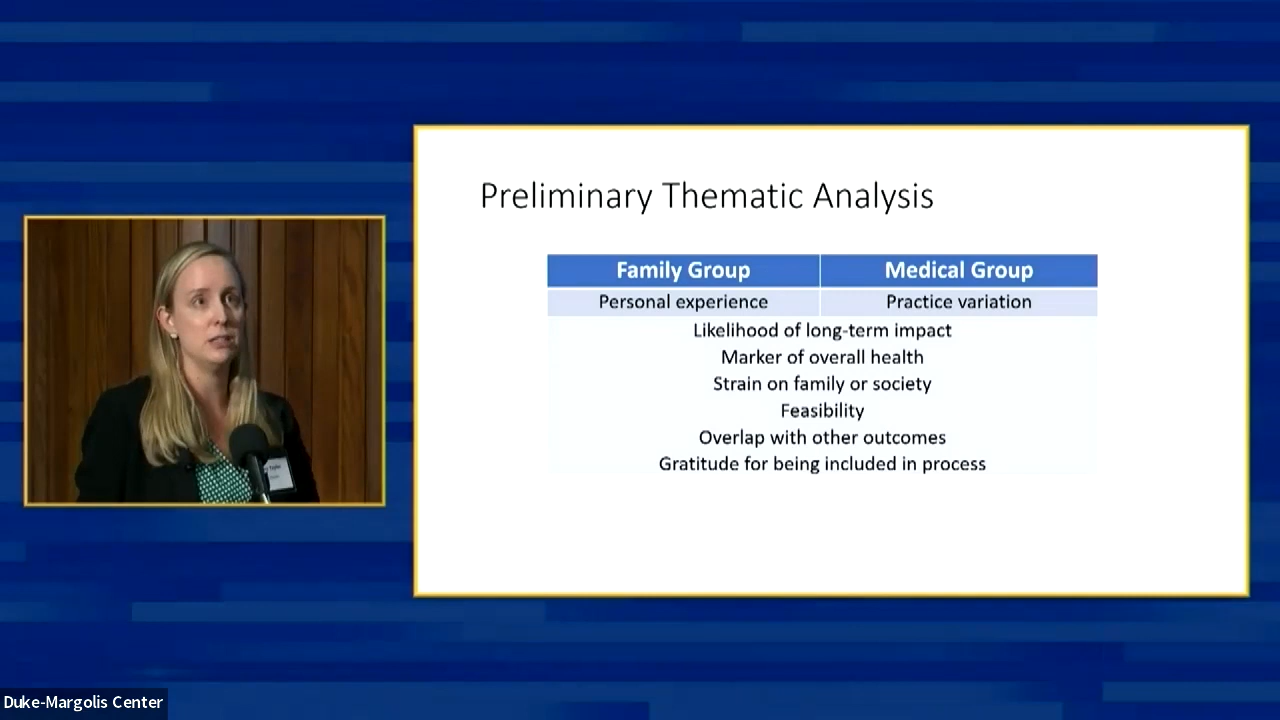 Preliminary Thematic Analysis
Family Group Medical Group
Personal experience Practice variation
Likelihood of long-term impact
Marker of overall health
Strain on family or society
Feasibility
Overlap with other outcomes
Gratitude for being included in process
Duke-Margolis Center